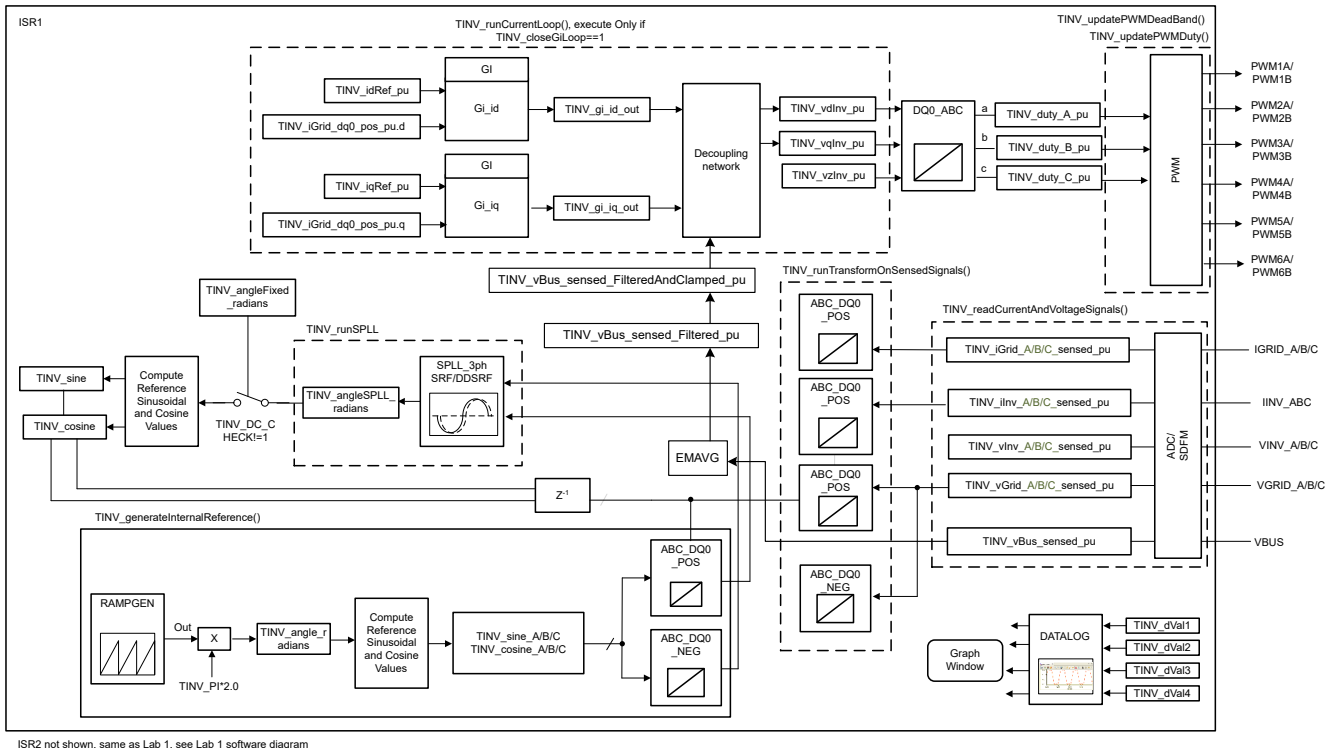 ISR1
TINV_runCurrentLoop(), execute Only if
TINV_closeGiLoop==1
TINV_updatePWMDeadBand()
TINV_updatePWMDuty()
GI
Gi_id
TINV_idRef_pu
TINV_iGrid_dq0_pos_pu.d
TINV_gi_id_out
GI
Gi_iq
TINV_iqRef_pu
TINV_iGrid_dq0_pos_pu.q
TINV_gi_iq_out
Decoupling
network
TINV_vdInv_pu
TINV_vqInv_pu
TINV_vzInv_pu
DQ0_ABC
a
b
c
TINV_duty_A_pu
TINV_duty_B_pu
TINV_duty_C_pu
PWM
PWM1A/
PWM1B
PWM2A/
PWM2B
PWM3A/
PWM3B
PWM4A/
PWM4B
PWM5A/
PWM5B
PWM6A/
PWM6B
TINV_vBus_sensed_FilteredAndClamped_pu
TINV_vBus_sensed_Filtered_pu
TINV_angleFixed
_radians
TINV_runSPLL
SPLL_3ph
SRF/DDSRF
TINV_angleSPLL_
radians
TINV_DC_C
HECK!=1
Compute
Reference
Sinusoidal
and Cosine
Values
TINV_sine
TINV_cosine
EMAVG
Z-1
TINV_runTransformOnSensedSignals()
ABC_DQ0
_POS
ABC_DQ0
_POS
ABC_DQ0
_POS
ABC_DQ0
_NEG
TINV_readCurrentAndVoltageSignals()
TINV_iGrid_A/B/C_sensed_pu
TINV_iInv_A/B/C_sensed_pu
TINV_vInv_A/B/C_sensed_pu
TINV_vGrid_A/B/C_sensed_pu
TINV_vBus_sensed_pu
ADC/
SDFM
IGRID_A/B/C
IINV_ABC
VINV_A/B/C
VGRID_A/B/C
VBUS
TINV_generateInternalReference()
RAMPGEN
Out
X
TINV_PI*2.0
TINV_angle_r
adians
Compute
Reference
Sinusoidal
and Cosine
Values
TINV_sine_A/B/C
TINV_cosine_A/B/C
ABC_DQ0
_POS
ABC_DQ0
_NEG
Graph
Window
DATALOG
TINV_dVal1
TINV_dVal2
TINV_dVal3
TINV_dVal4
ISR2 not shown, same as Lab 1, see Lab 1 software diagram